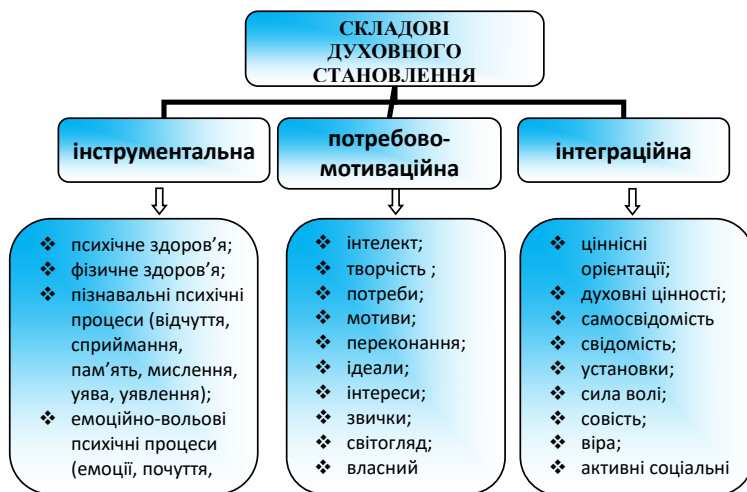 СКЛАДОВІ
ДУХОВНОГО
СТАНОВЛЕННЯ
інструментальна
потребово-
мотиваційна
інтеграційна
❖ психічне здоров’я;
❖ фізичне здоров’я;
❖ пізнавальні психічні
процеси (відчуття,
сприймання,
пам’ять, мислення,
уява, уявлення);
❖ емоційно-вольові
психічні процеси
(емоції, почуття,
❖ інтелект;
❖ творчість ;
❖ потреби;
❖ мотиви;
❖ переконання;
❖ ідеали;
❖ інтереси;
❖ звички;
❖ світогляд;
❖ власний
❖ ціннісні
орієнтації;
❖ духовні цінності;
❖ самосвідомість
❖ свідомість;
❖ установки;
❖ сила волі;
❖ совість;
❖ віра;
❖ активні соціальні